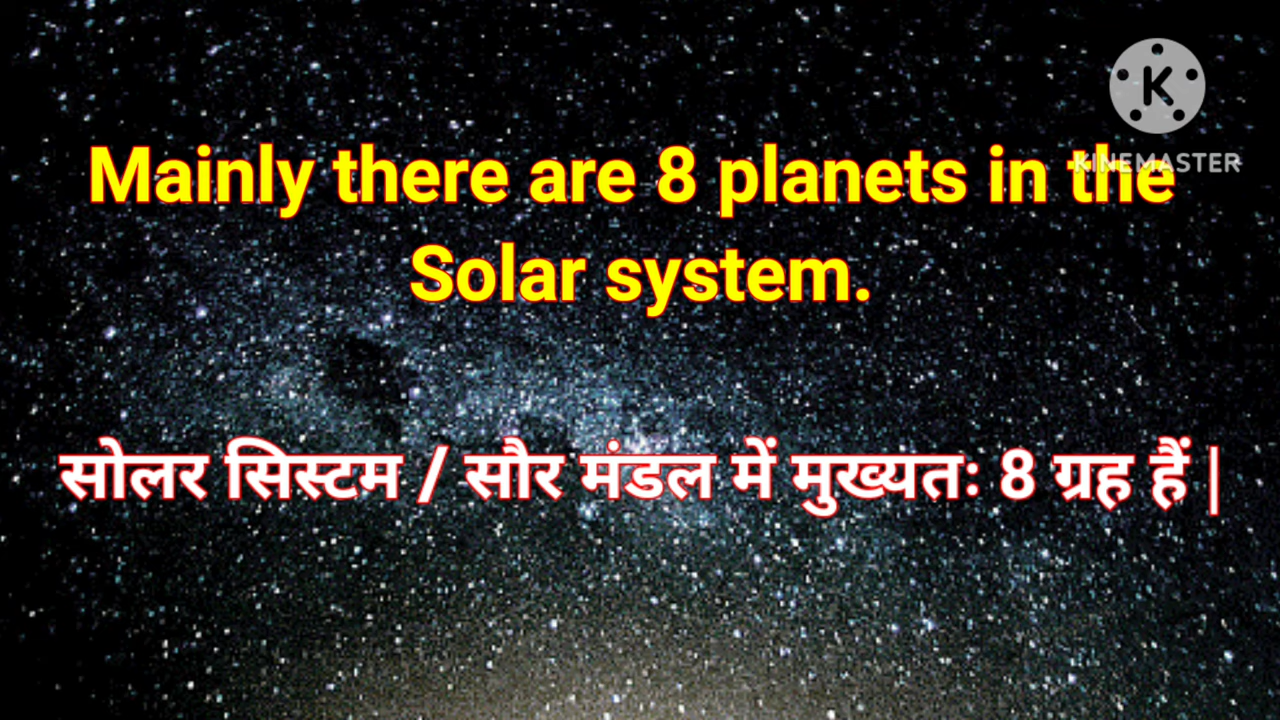 K
KINEMASTER
Mainly there are 8 planets in the
Solar system.
सोलर सिस्टम / सौर मंडल में मुख्यतः 8 ग्रह हैं |